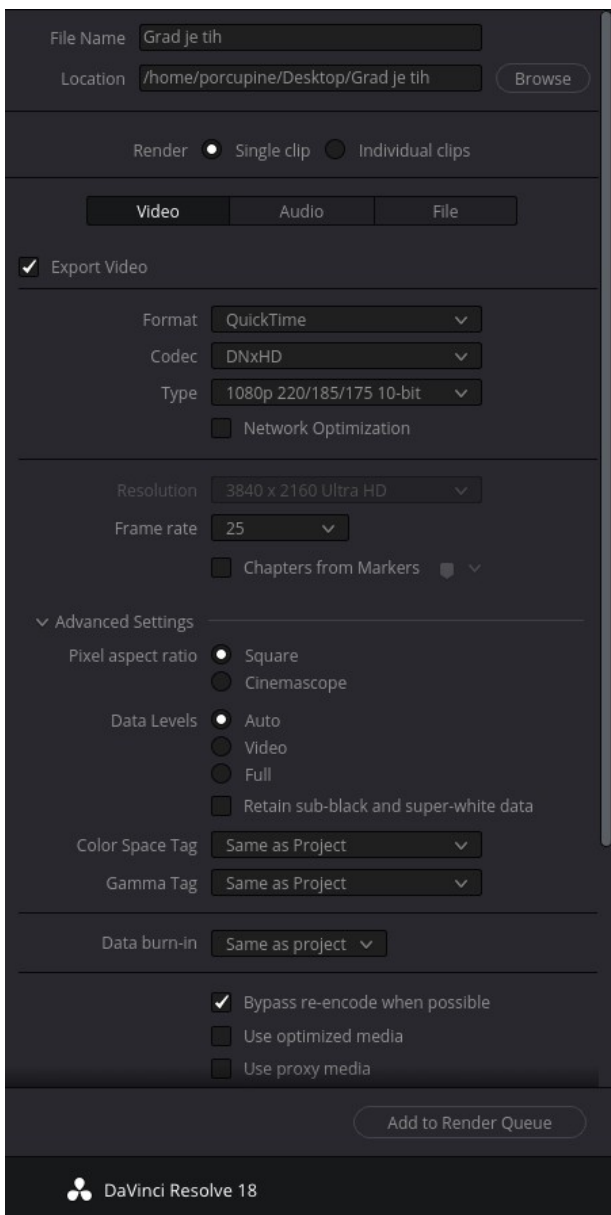 File Name Grad je tih
Location /home/porcupine/Desktop/Grad je tih Browse
Render Single clip Individual clips
Video Audio File
Export Video
Format QuickTime
Codec DNxHD
Type 1080p 220/185/175 10-bit
Network Optimization
Resolution 3840 x 2160 Ultra HD
Frame rate 25
Chapters from Markers
Advanced Settings
Pixel aspect ratio Square
Cinemascope
Data Levels Auto
Video
Full
Retain sub-black and super-white data
Color Space Tag Same as Project
Gamma Tag Same as Project
Data burn-in Same as project
Bypass re-encode when possible
Use optimized media
Use proxy media
Add to Render Queue
DaVinci Resolve 18